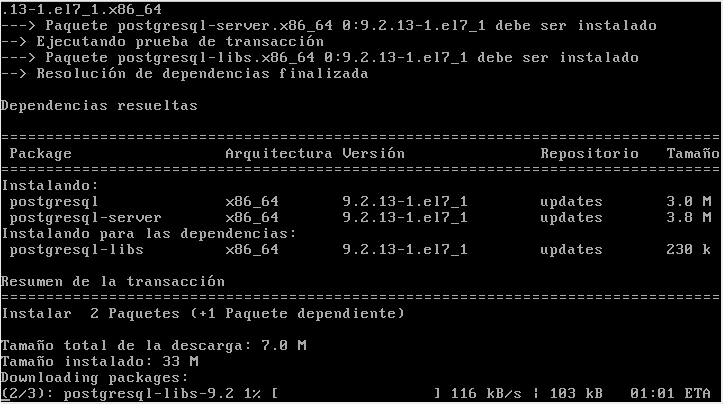 .13-1.el7_1.x86_64
---> Paquete postgresql-server.x86_64 0:9.2.13-1.el7_1 debe ser instalado
--> Ejecutando prueba de transacción
---> Paquete postgresql-libs.x86_64 0:9.2.13-1.el7_1 debe ser instalado
--> Resolución de dependencias finalizada
Dependencias resueltas
================================================================================
Package Arquitectura Versión Repositorio Tamaño
================================================================================
Instalando:
postgresql x86_64 9.2.13-1.el7_1 updates 3.0 M
postgresql-server x86_64 9.2.13-1.el7_1 updates 3.8 M
Instalando para las dependencias:
postgresql-libs x86_64 9.2.13-1.el7_1 updates 230 k
Resumen de la transacción
================================================================================
Instalar 2 Paquetes (+1 Paquete dependiente)
Tamaño total de la descarga: 7.0 M
Tamaño instalado: 33 M
Downloading packages:
(2/3): postgresql-libs-9.2 1% [ ] 116 kB/s | 103 kB 01:01 ETA